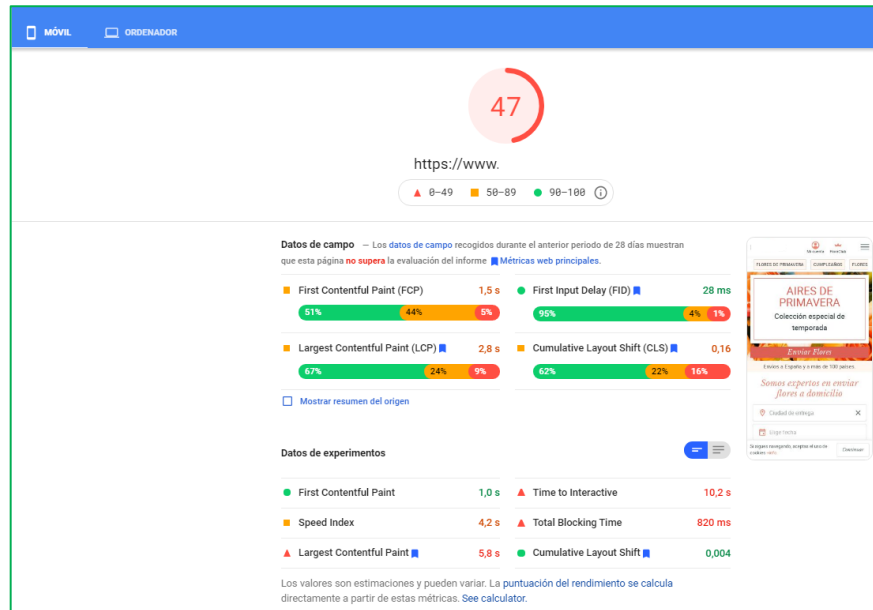 MÓVIL
ORDENADOR
47
https://www.
0–49 50–89 90–100
Datos de campo — Los datos de campo recogidos durante el anterior periodo de 28 días muestran
que esta página no supera la evaluación del informe Métricas web principales.
First Contentful Paint (FCP) 1,5 s
51% 44% 5%
First Input Delay (FID) 28 ms
95% 4% 1%
Largest Contentful Paint (LCP) 2,8 s
67% 24% 9%
Cumulative Layout Shift (CLS) 0,16
62% 22% 16%
Mostrar resumen del origen
Datos de experimentos
First Contentful Paint 1,0 s
Time to Interactive 10,2 s
Speed Index 4,2 s
Total Blocking Time 820 ms
Largest Contentful Paint 5,8 s
Cumulative Layout Shift 0,004
Los valores son estimaciones y pueden variar. La puntuación del rendimiento se calcula
directamente a partir de estas métricas. See calculator.
FLORES DE PRIMAVERA CUMPLEAÑOS FLORES
AIRES DE
PRIMAVERA
Colección especial de
temporada
Enviar Flores
Envíos a España y a más de 100 países
Somos expertos en enviar
flores a domicilio
Ciudad de entrega
Elige fecha
Continuar